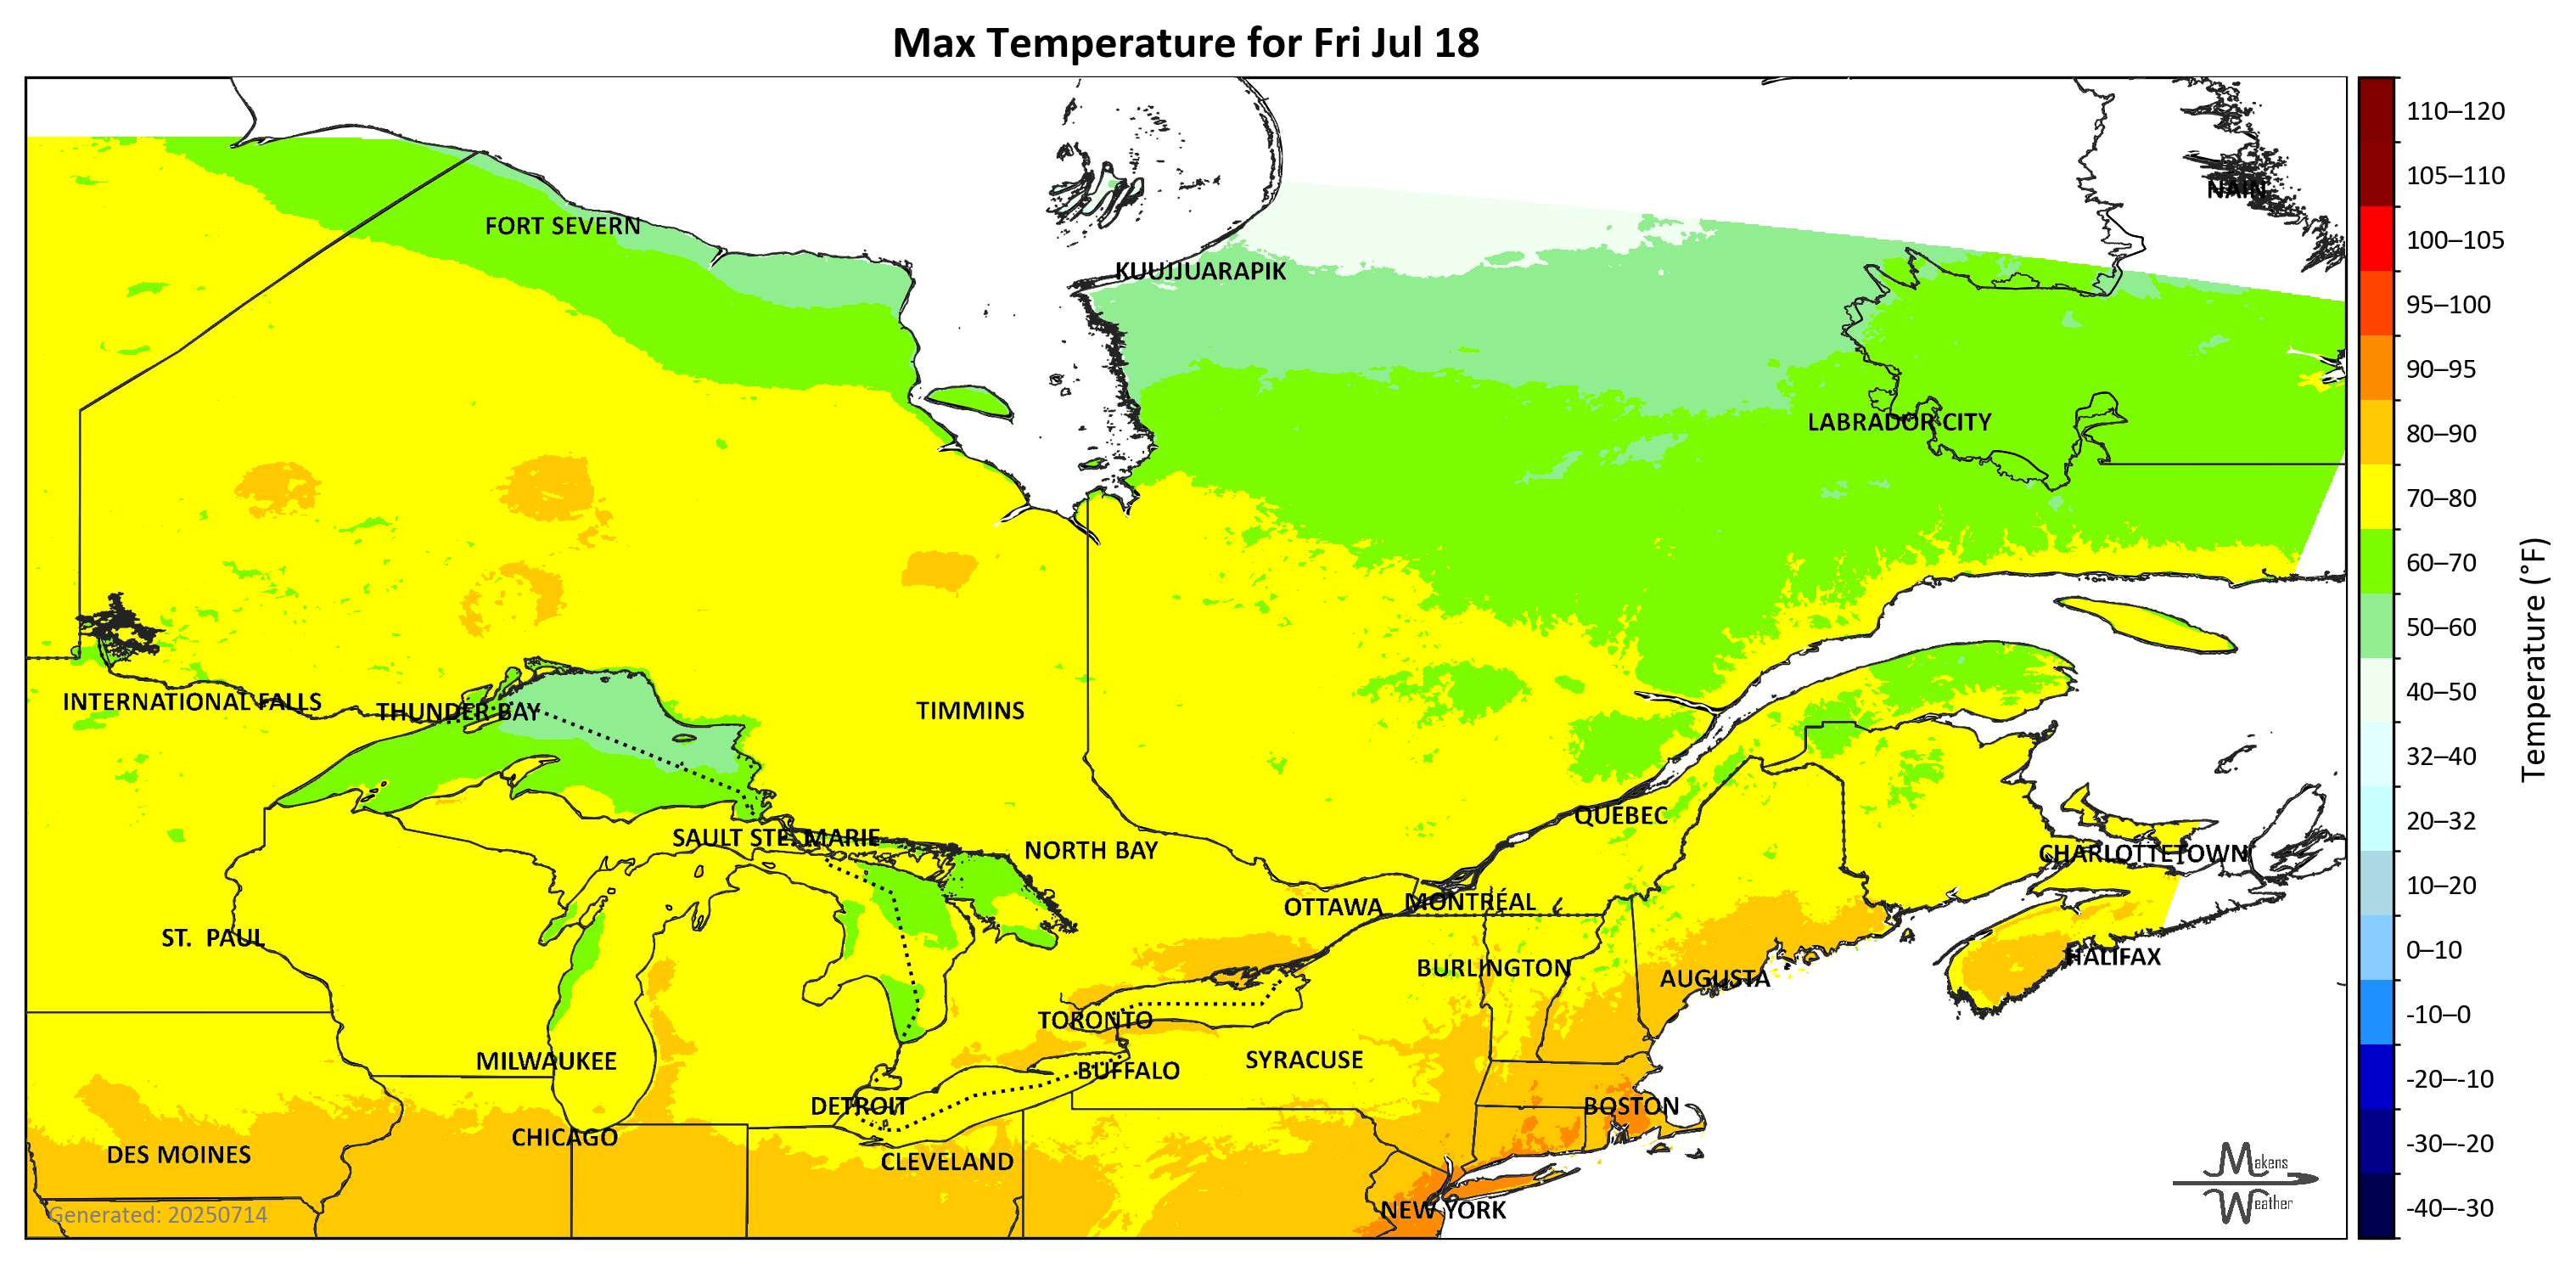 Max Temperature for Fri Jul 18
NAIN
FORT SEVERN
KUUJJUARAPIK
LABRADOR CITY
INTERNATIONAL FALLS
THUNDER BAY
TIMMINS
QUÉBEC
SAULT STE. MARIE
NORTH BAY
CHARLOTTETOWN
OTTAWA
MONTRÉAL
ST. PAUL
HALIFAX
BURLINGTON
AUGUSTA
TORONTO
MILWAUKEE
SYRACUSE
BUFFALO
DETROIT
BOSTON
CHICAGO
DES MOINES
CLEVELAND
NEW YORK
Generated: 20250714
Makens
Weather
110–120
105–110
100–105
95–100
90–95
80–90
70–80
60–70
50–60
40–50
32–40
20–32
10–20
0–10
-10–0
-20–-10
-30–-20
-40–-30
Temperature (°F)